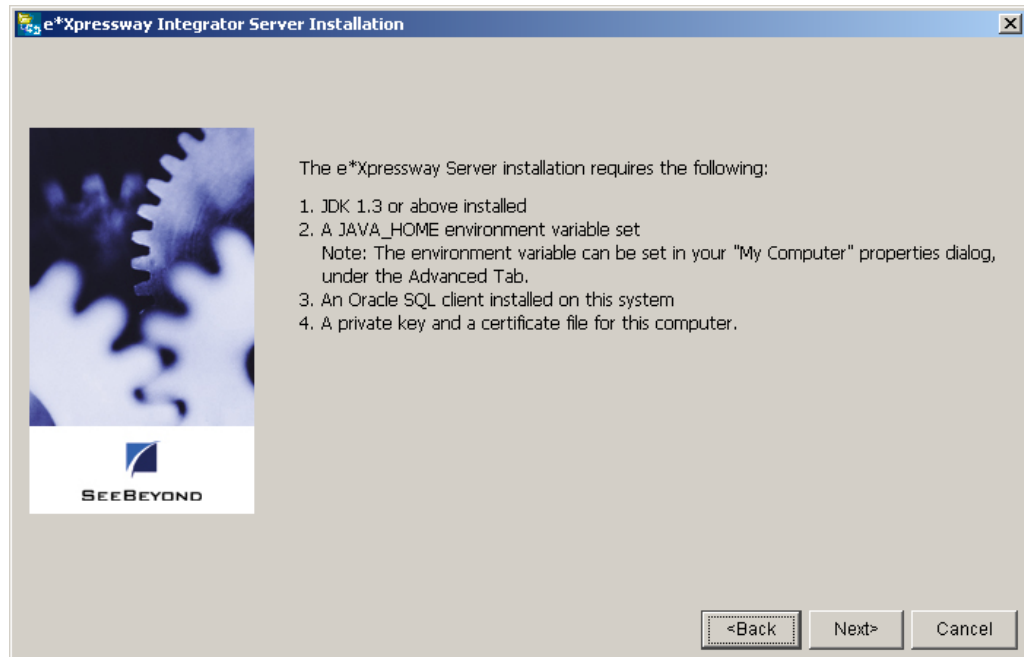 e*Xpressway Integrator Server Installation
The e*Xpressway Server installation requires the following:
1. JDK 1.3 or above installed
2. A JAVA_HOME environment variable set
Note: The environment variable can be set in your "My Computer" properties dialog,
under the Advanced Tab.
3. An Oracle SQL client installed on this system
4. A private key and a certificate file for this computer.
SEEBEYOND
<Back Next> Cancel